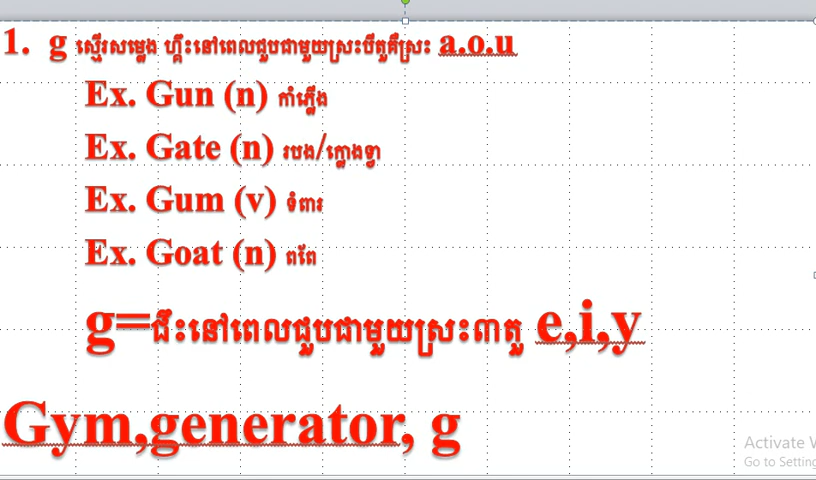 1. g ស្មើរសម្លេង ហ្គឹះនៅពេលជួបជាមួយស្រះបីតួគឺស្រះ a.o.u
Ex. Gun (n) កាំភ្លើង
Ex. Gate (n) របង/ក្លោងទ្វា
Ex. Gum (v) ទំពារ
Ex. Goat (n) ពពែ
g=ជឹះនៅពេលជួបជាមួយស្រះ៣តួ e,i,y
Gym,generator, g
Activate
Go to Setting